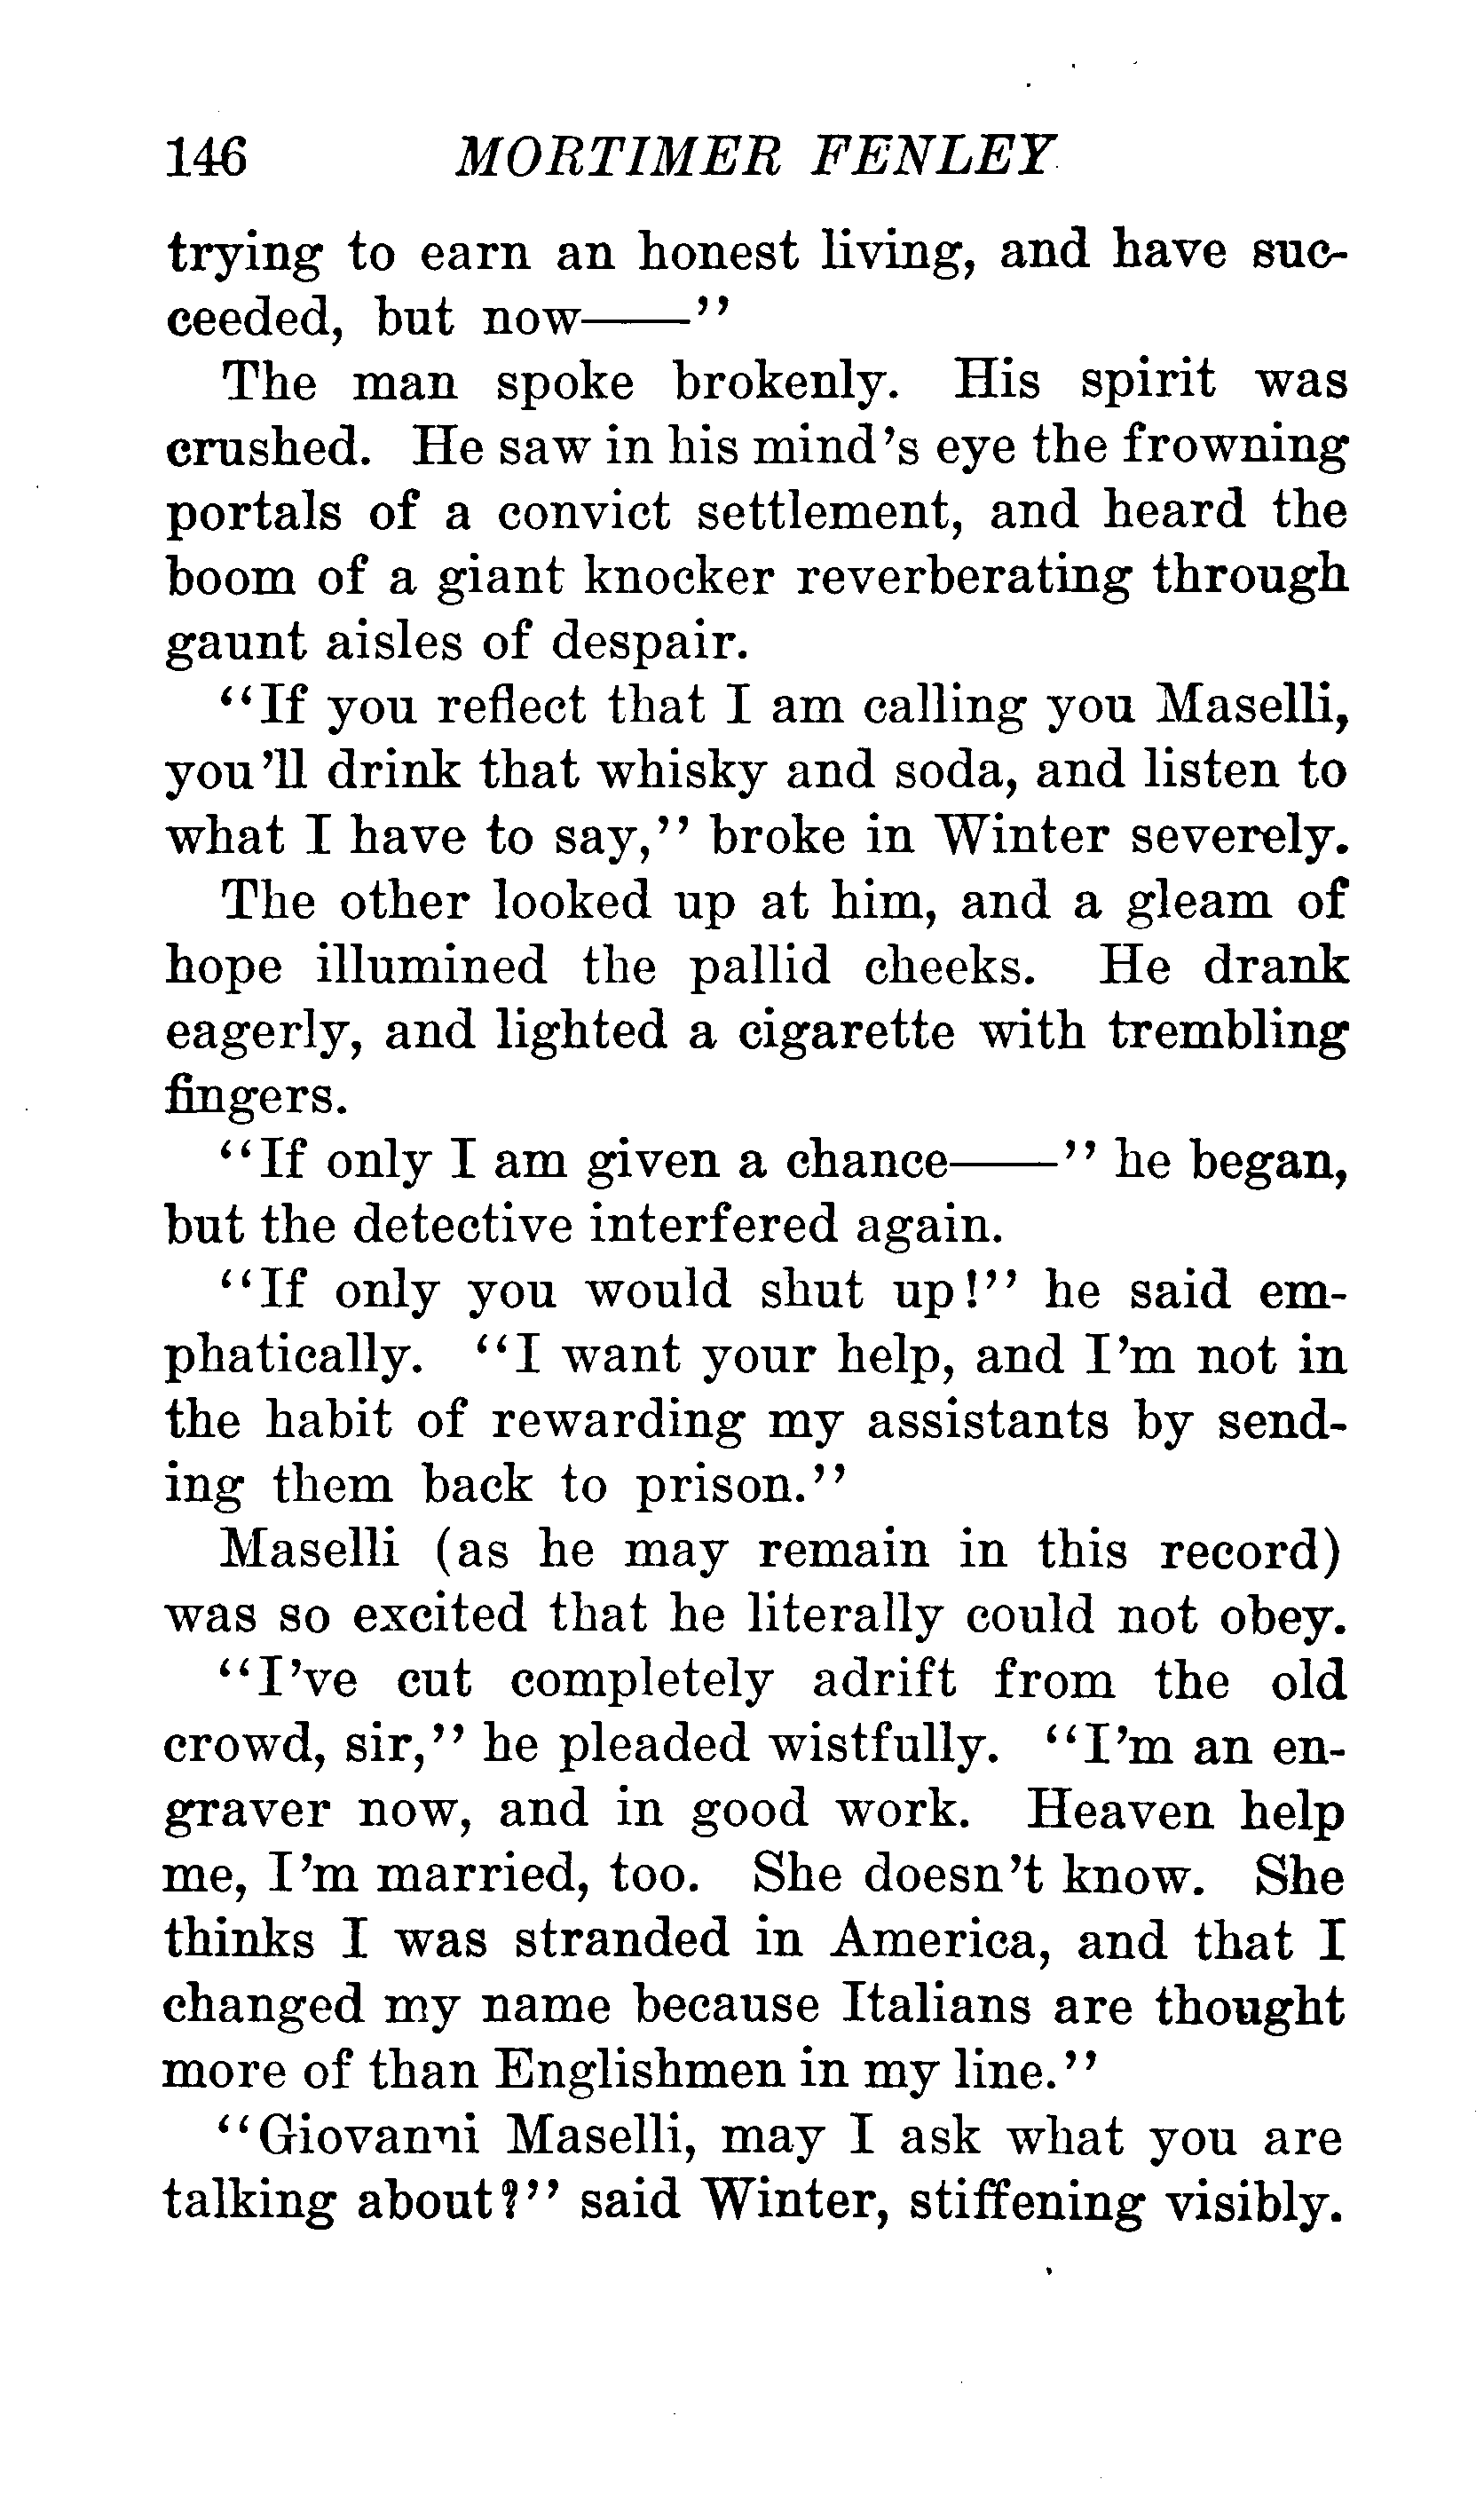 146 MORTIMER FENLEY
trying to earn an honest living, and have suc-
ceeded, but now——"
The man spoke brokenly. His spirit was
crushed. He saw in his mind's eye the frowning
portals of a convict settlement, and heard the
boom of a giant knocker reverberating through
gaunt aisles of despair.
"If you reflect that I am calling you Maselli,
you'll drink that whisky and soda, and listen to
what I have to say," broke in Winter severely.
The other looked up at him, and a gleam of
hope illumined the pallid cheeks. He drank
eagerly, and lighted a cigarette with trembling
fingers.
"If only I am given a chance——" he began,
but the detective interfered again.
"If only you would shut up!" he said em-
phatically. "I want your help, and I'm not in
the habit of rewarding my assistants by send-
ing them back to prison."
Maselli (as he may remain in this record)
was so excited that he literally could not obey.
"I've cut completely adrift from the old
crowd, sir," he pleaded wistfully. "I'm an en-
graver now, and in good work. Heaven help
me, I'm married, too. She doesn't know. She
thinks I was stranded in America, and that I
changed my name because Italians are thought
more of than Englishmen in my line."
"Giovanni Maselli, may I ask what you are
talking about?" said Winter, stiffening visibly.